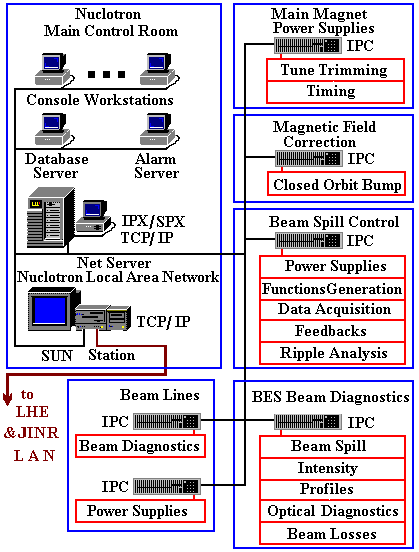 Nuclotron
Main Control Room
Console Workstations
Database
Server
Alarm
Server
IPX/SPX
TCP/IP
Net Server
Nuclotron Local Area Network
TCP/IP
SUN Station
to
LHE
&JINR
LAN
Main Magnet
Power Supplies
IPC
Tune Trimming
Timing
Magnetic Field
Correction
IPC
Closed Orbit Bump
Beam Spill Control
IPC
Power Supplies
FunctionsGeneration
Data Acquisition
Feedbacks
Ripple Analysis
Beam Lines
IPC
Beam Diagnostics
IPC
Power Supplies
BES Beam Diagnostics
IPC
Beam Spill
Intensity
Profiles
Optical Diagnostics
Beam Losses